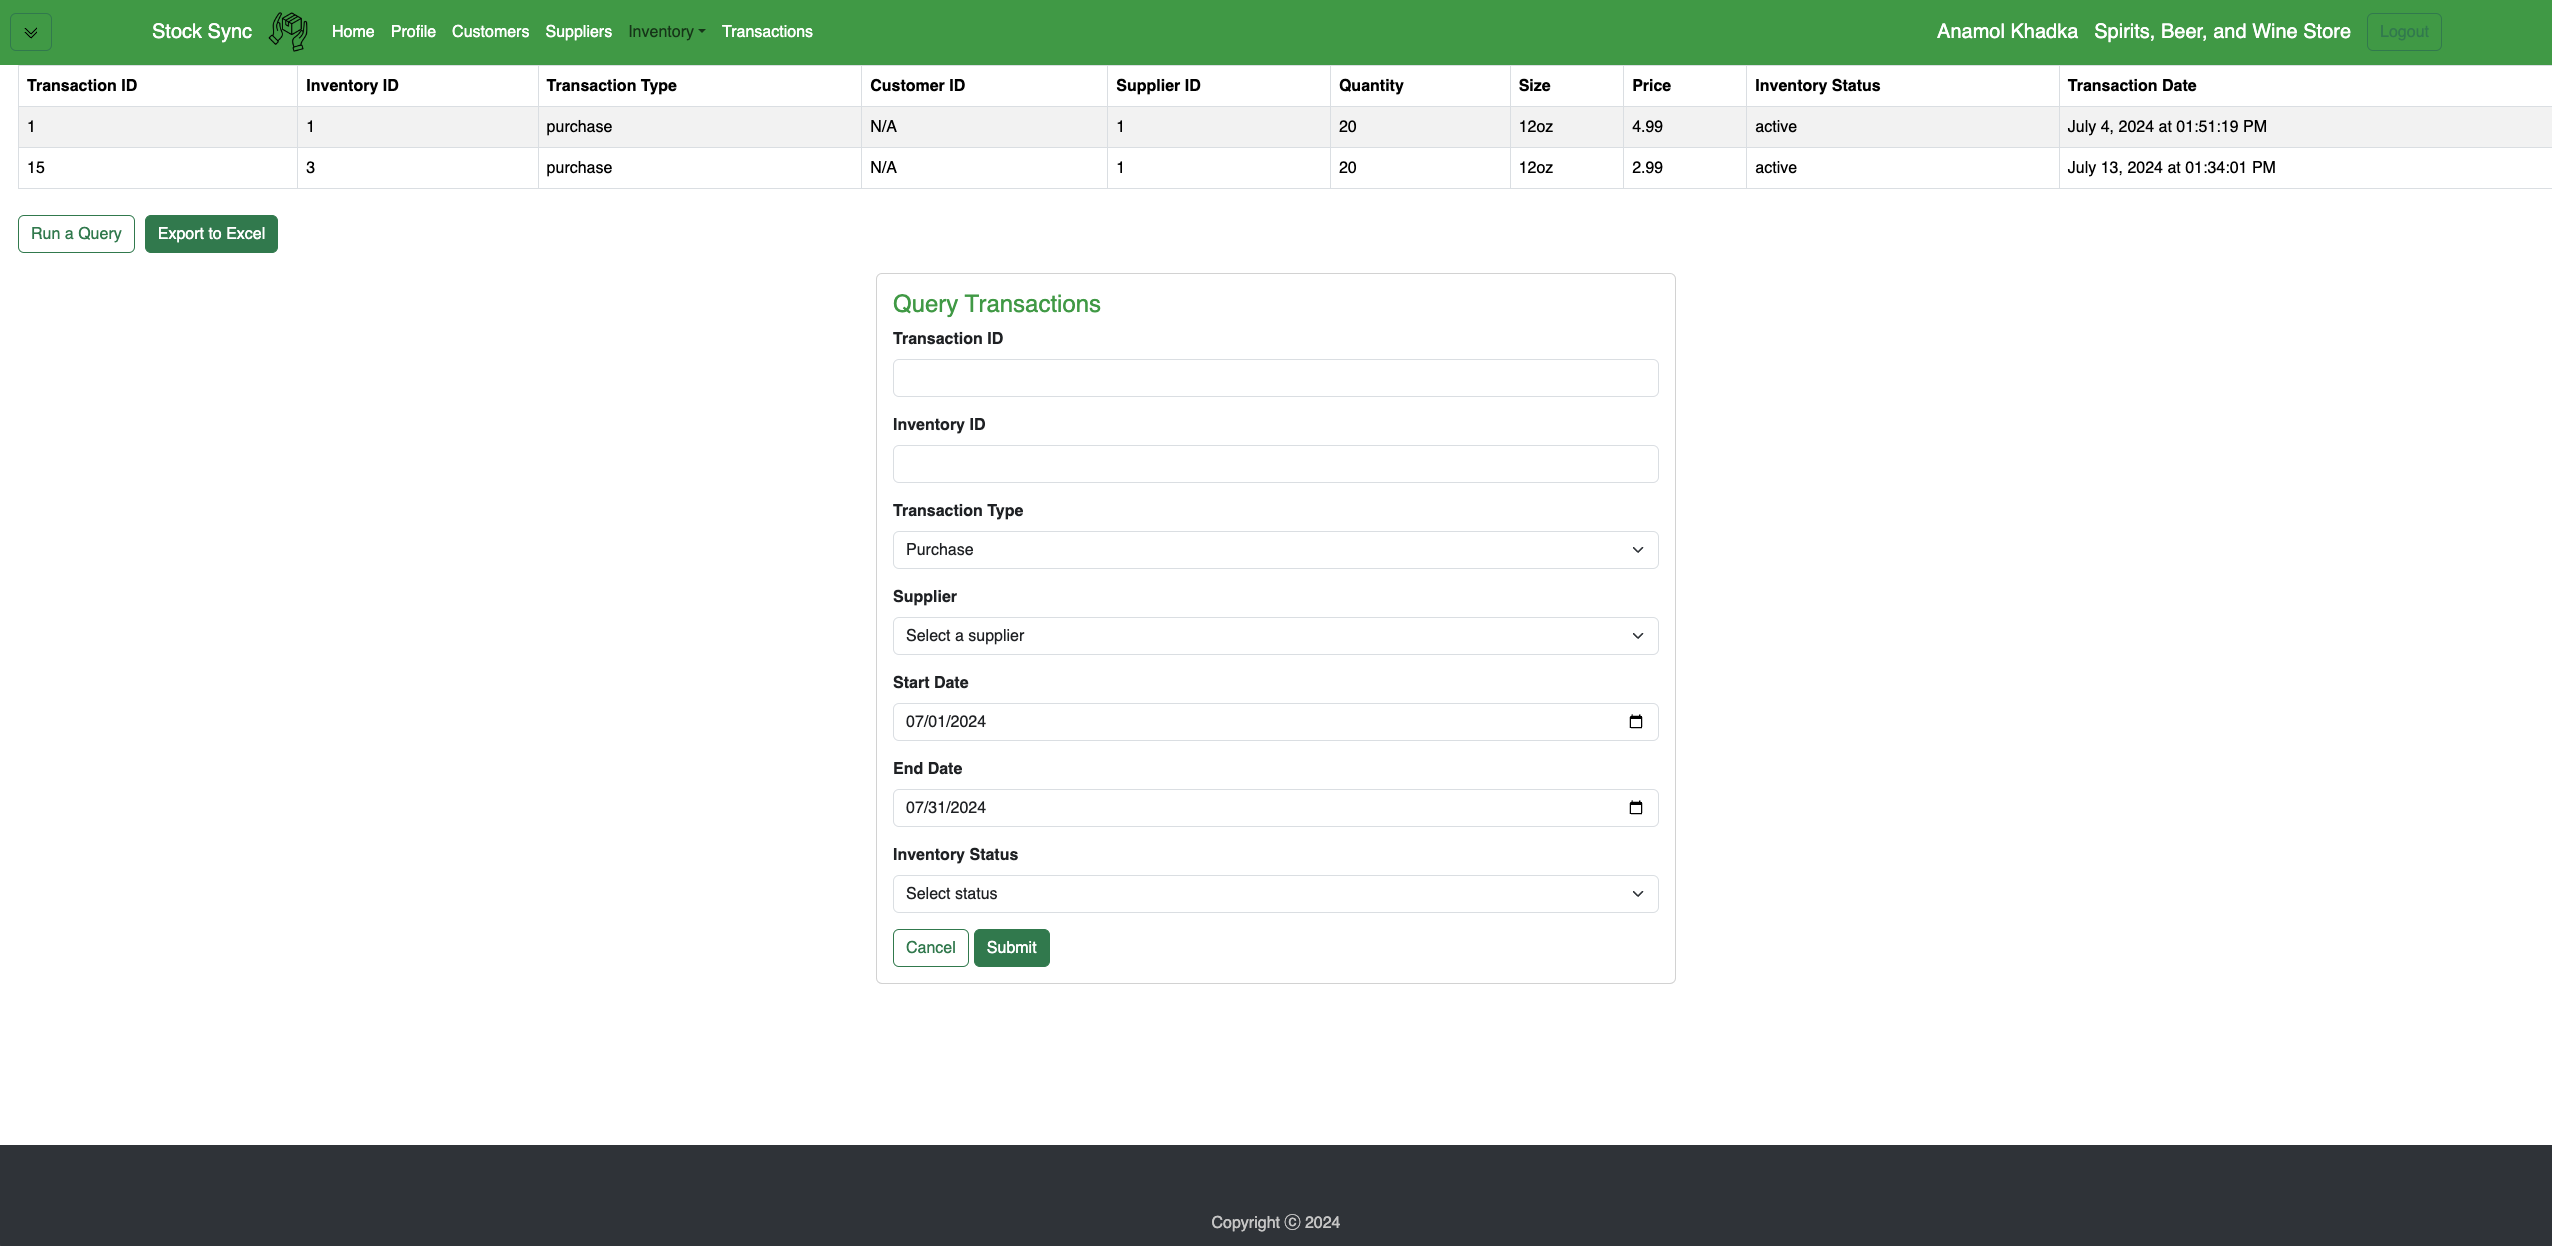 Stock Sync Home Profile Customers Suppliers Inventory Transactions Anamol Khadka Spirits, Beer, and Wine Store Logout
Transaction ID Inventory ID Transaction Type Customer ID Supplier ID Quantity Size Price Inventory Status Transaction Date
1 1 purchase N/A 1 20 12oz 4.99 active July 4, 2024 at 01:51:19 PM
15 3 purchase N/A 1 20 12oz 2.99 active July 13, 2024 at 01:34:01 PM
Run a Query Export to Excel
Query Transactions
Transaction ID
Inventory ID
Transaction Type
Purchase
Supplier
Select a supplier
Start Date
07/01/2024
End Date
07/31/2024
Inventory Status
Select status
Cancel Submit
Copyright © 2024